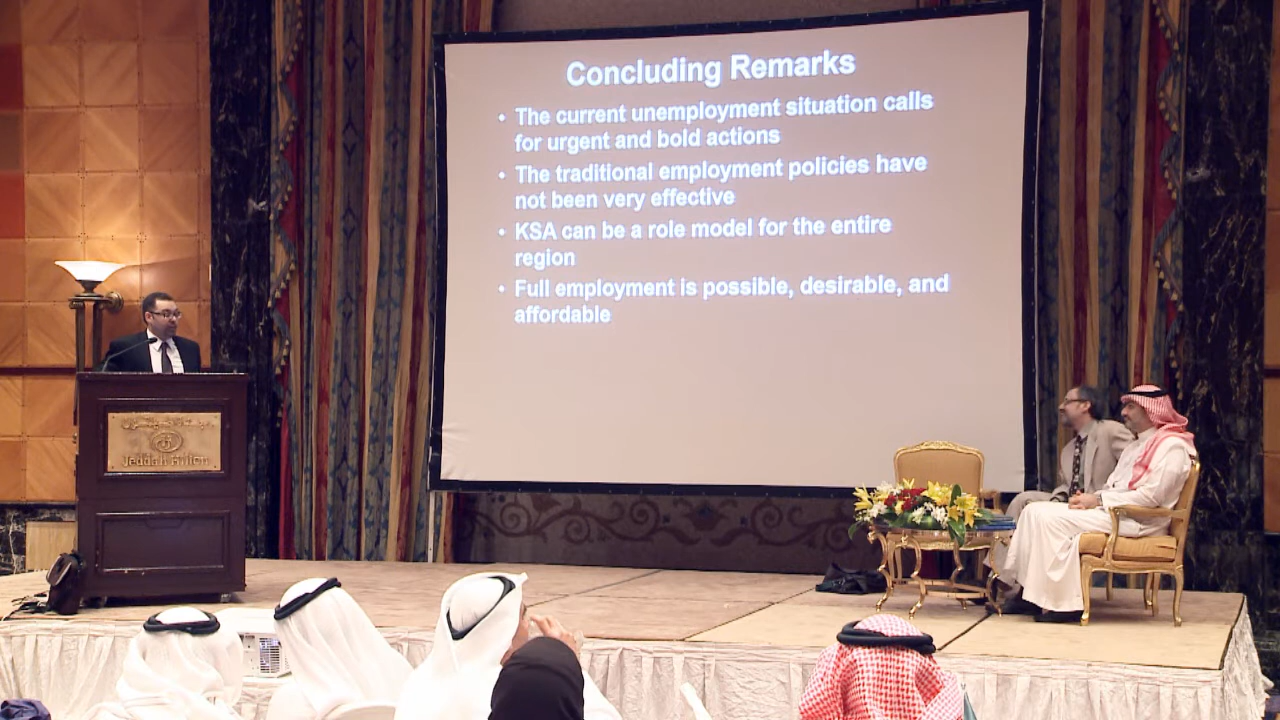 Concluding Remarks
• The current unemployment situation calls
for urgent and bold actions
• The traditional employment policies have
not been very effective
• KSA can be a role model for the entire
region
• Full employment is possible, desirable, and
affordable
Jeddah Hilton